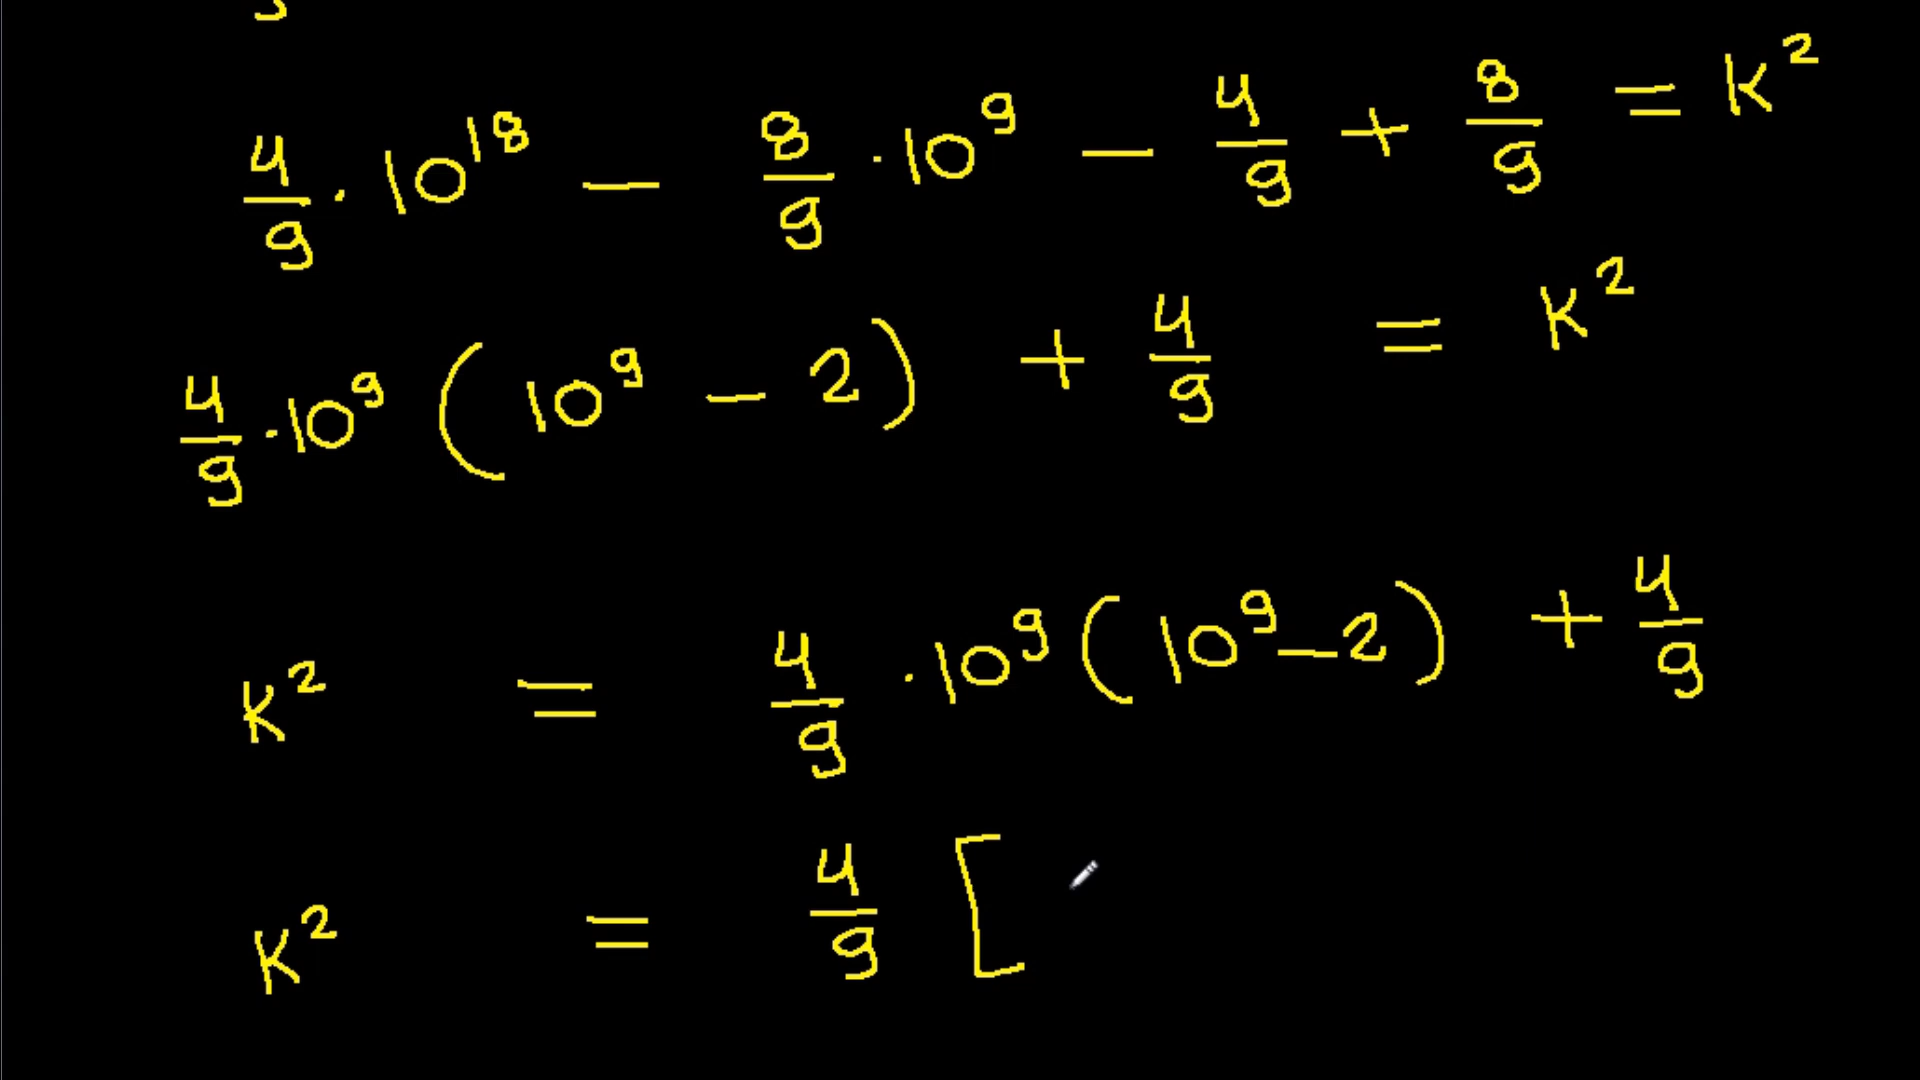 4/9 · 10^18 − 8/9 · 10^9 − 4/9 + 8/9 = K^2
4/9 · 10^9 (10^9 − 2) + 4/9 = K^2
K^2 = 4/9 · 10^9 (10^9 − 2) + 4/9
K^2 = 4/9 [